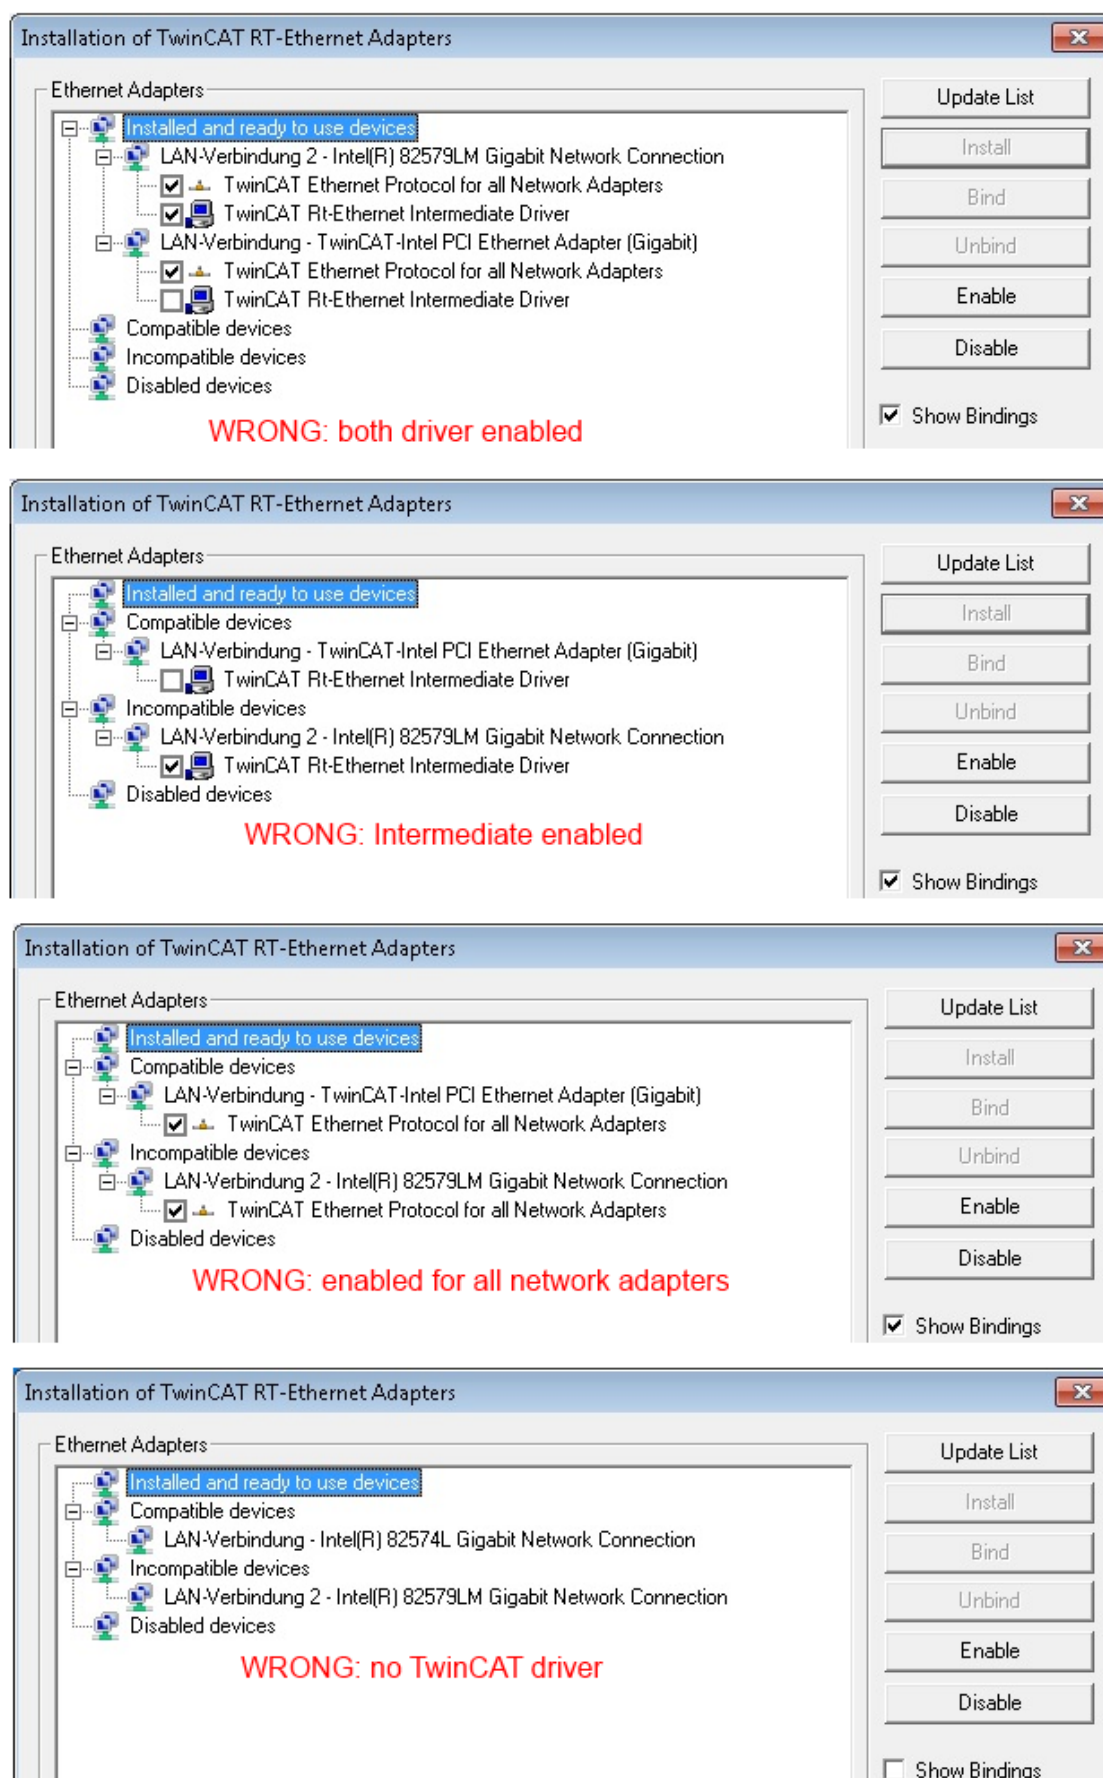 Installation of TwinCAT RT-Ethernet Adapters
Ethernet Adapters
Update List
Installed and ready to use devices
LAN-Verbindung 2 - Intel(R) 82579LM Gigabit Network Connection
Install
TwinCAT Ethernet Protocol for all Network Adapters
Bind
TwinCAT Rt-Ethernet Intermediate Driver
LAN-Verbindung - TwinCAT-Intel PCI Ethernet Adapter (Gigabit)
Unbind
TwinCAT Ethernet Protocol for all Network Adapters
TwinCAT Rt-Ethernet Intermediate Driver
Enable
Compatible devices
Incompatible devices
Disable
Disabled devices
Show Bindings
WRONG: both driver enabled
Installation of TwinCAT RT-Ethernet Adapters
Ethernet Adapters
Update List
Installed and ready to use devices
Compatible devices
Install
LAN-Verbindung - TwinCAT-Intel PCI Ethernet Adapter (Gigabit)
Bind
TwinCAT Rt-Ethernet Intermediate Driver
Incompatible devices
Unbind
LAN-Verbindung 2 - Intel(R) 82579LM Gigabit Network Connection
TwinCAT Rt-Ethernet Intermediate Driver
Enable
Disabled devices
Disable
WRONG: Intermediate enabled
Show Bindings
Installation of TwinCAT RT-Ethernet Adapters
Ethernet Adapters
Update List
Installed and ready to use devices
Compatible devices
Install
LAN-Verbindung - TwinCAT-Intel PCI Ethernet Adapter (Gigabit)
Bind
TwinCAT Ethernet Protocol for all Network Adapters
Incompatible devices
Unbind
LAN-Verbindung 2 - Intel(R) 82579LM Gigabit Network Connection
TwinCAT Ethernet Protocol for all Network Adapters
Enable
Disabled devices
Disable
WRONG: enabled for all network adapters
Show Bindings
Installation of TwinCAT RT-Ethernet Adapters
Ethernet Adapters
Update List
Installed and ready to use devices
Compatible devices
Install
LAN-Verbindung - Intel(R) 82574L Gigabit Network Connection
Bind
Incompatible devices
LAN-Verbindung 2 - Intel(R) 82579LM Gigabit Network Connection
Unbind
Disabled devices
Enable
WRONG: no TwinCAT driver
Disable
Show Bindings